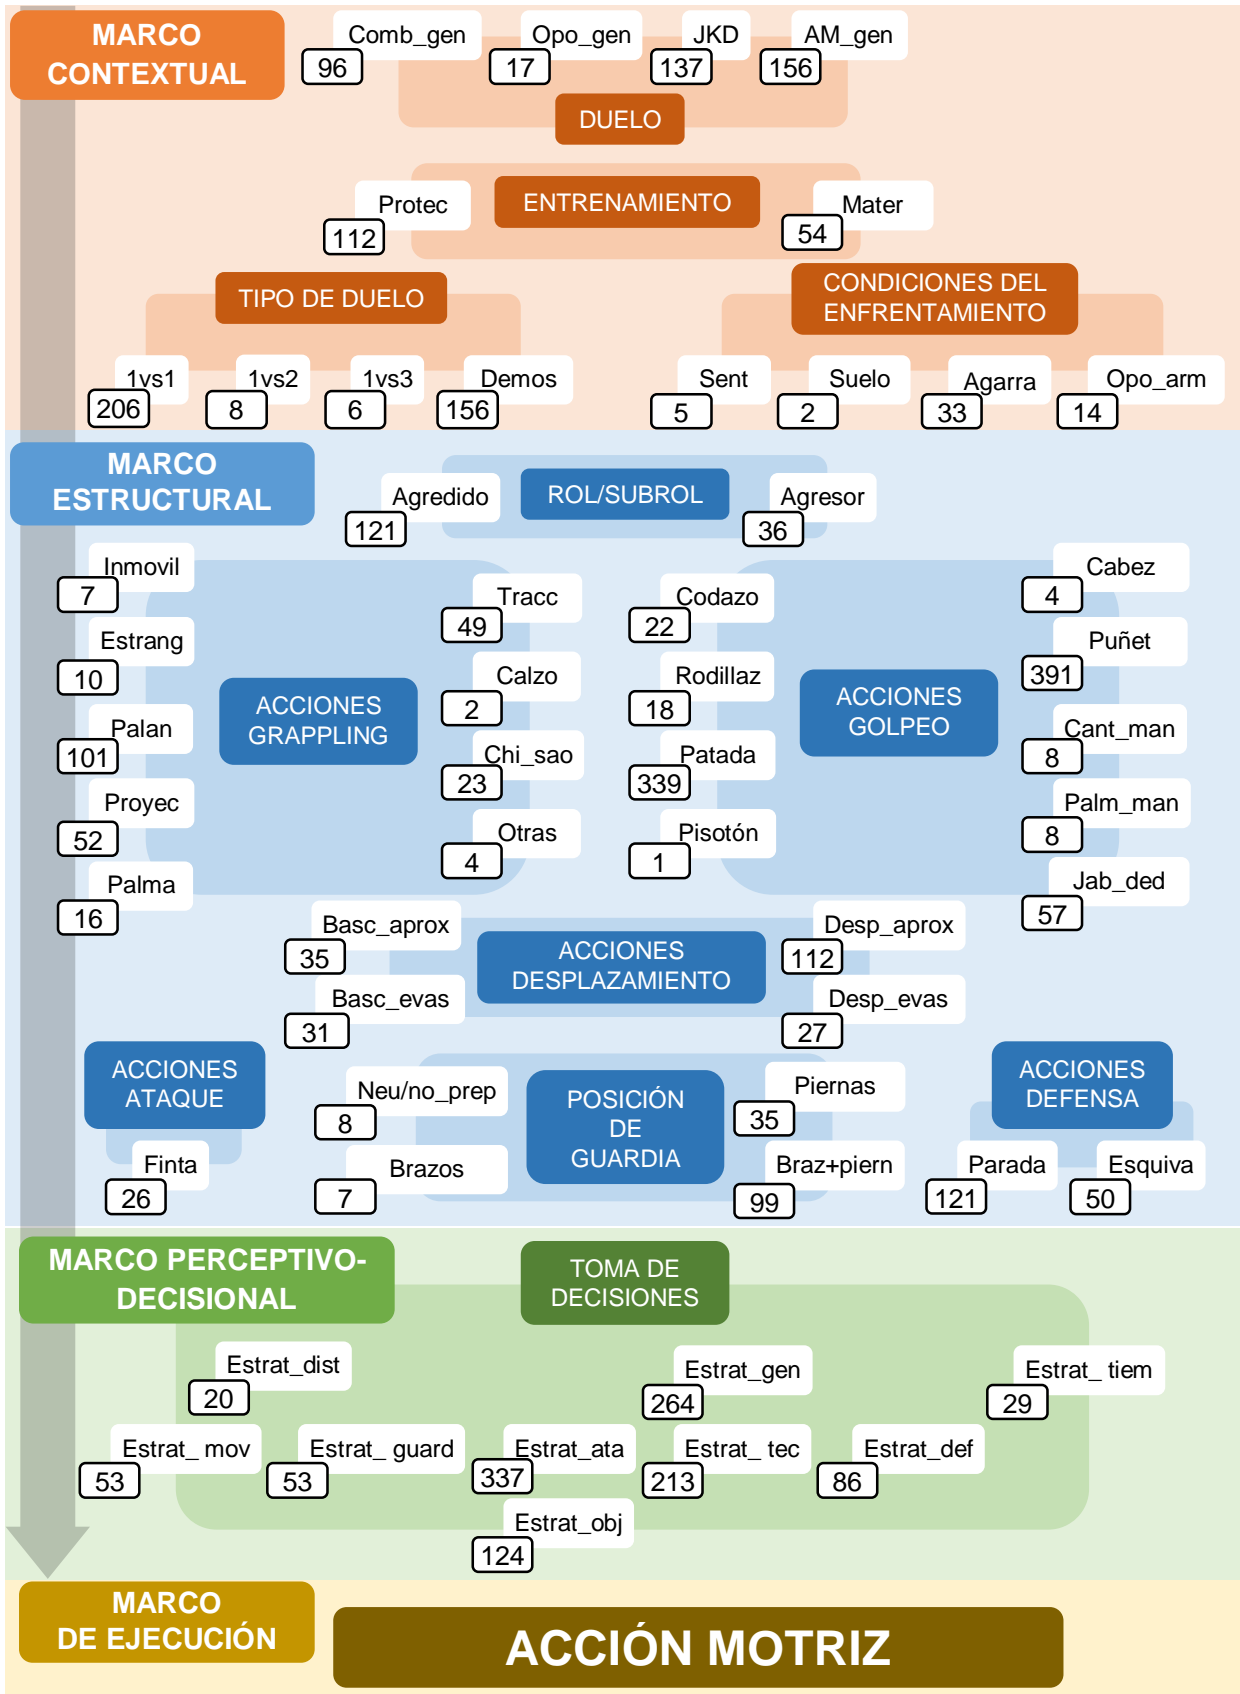 MARCO
CONTEXTUAL
Comb_gen
96
Opo_gen
17
JKD
137
AM_gen
156
DUELO
ENTRENAMIENTO
Protec
112
Mater
54
TIPO DE DUELO
CONDICIONES DEL
ENFRENTAMIENTO
1vs1
206
1vs2
8
1vs3
6
Demos
156
Sent
5
Suelo
2
Agarra
33
Opo_arm
14
MARCO
ESTRUCTURAL
ROL/SUBROL
Agredido
121
Agresor
36
Inmovil
7
Estrang
10
Palan
101
Proyec
52
Palma
16
ACCIONES
GRAPPLING
Tracc
49
Calzo
2
Chi_sao
23
Otras
4
Codazo
22
Rodillaz
18
Patada
339
Pisotón
1
ACCIONES
GOLPEO
Cabez
4
Puñet
391
Cant_man
8
Palm_man
8
Jab_ded
57
Basc_aprox
35
Basc_evas
31
ACCIONES
DESPLAZAMIENTO
Desp_aprox
112
Desp_evas
27
ACCIONES
ATAQUE
Finta
26
Neu/no_prep
8
Brazos
7
POSICIÓN
DE
GUARDIA
Piernas
35
Braz+piern
99
ACCIONES
DEFENSA
Parada
121
Esquiva
50
MARCO PERCEPTIVO-
DECISIONAL
TOMA DE
DECISIONES
Estrat_dist
20
Estrat_gen
264
Estrat_ tiem
29
Estrat_ mov
53
Estrat_ guard
53
Estrat_ata
337
Estrat_ tec
213
Estrat_def
86
Estrat_obj
124
MARCO
DE EJECUCIÓN
ACCIÓN MOTRIZ